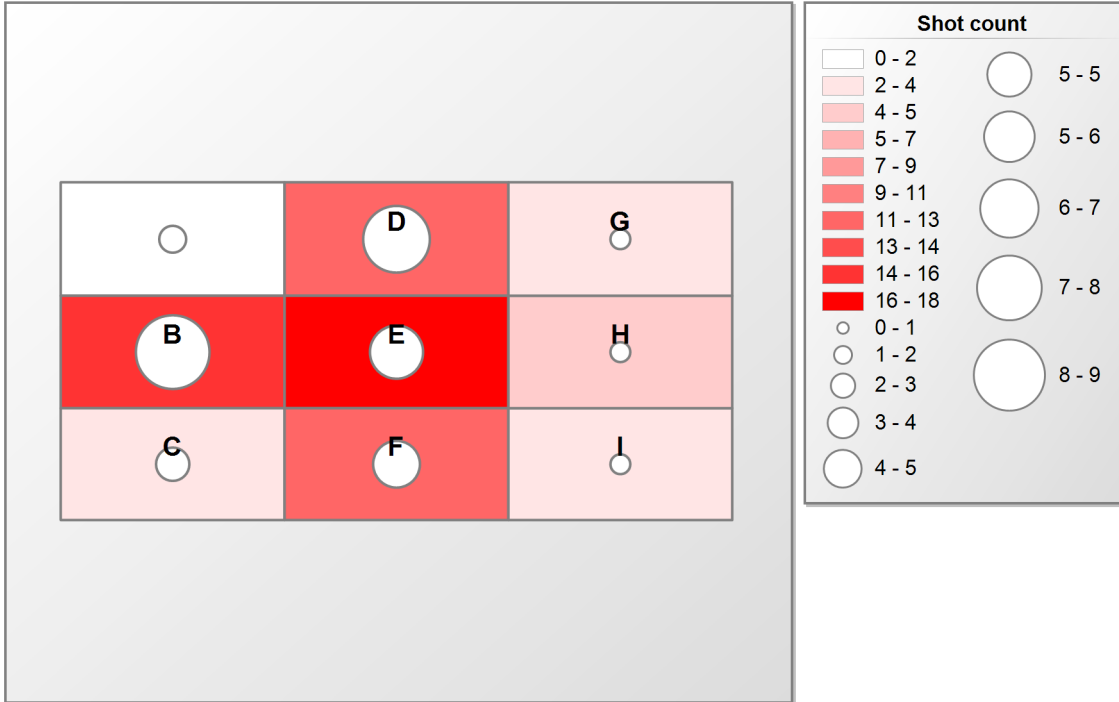 Shot count
0 - 2
2 - 4
4 - 5
5 - 7
7 - 9
9 - 11
11 - 13
13 - 14
14 - 16
16 - 18
0 - 1
1 - 2
2 - 3
3 - 4
4 - 5
5 - 5
5 - 6
6 - 7
7 - 8
8 - 9
D G
B E H
C F I